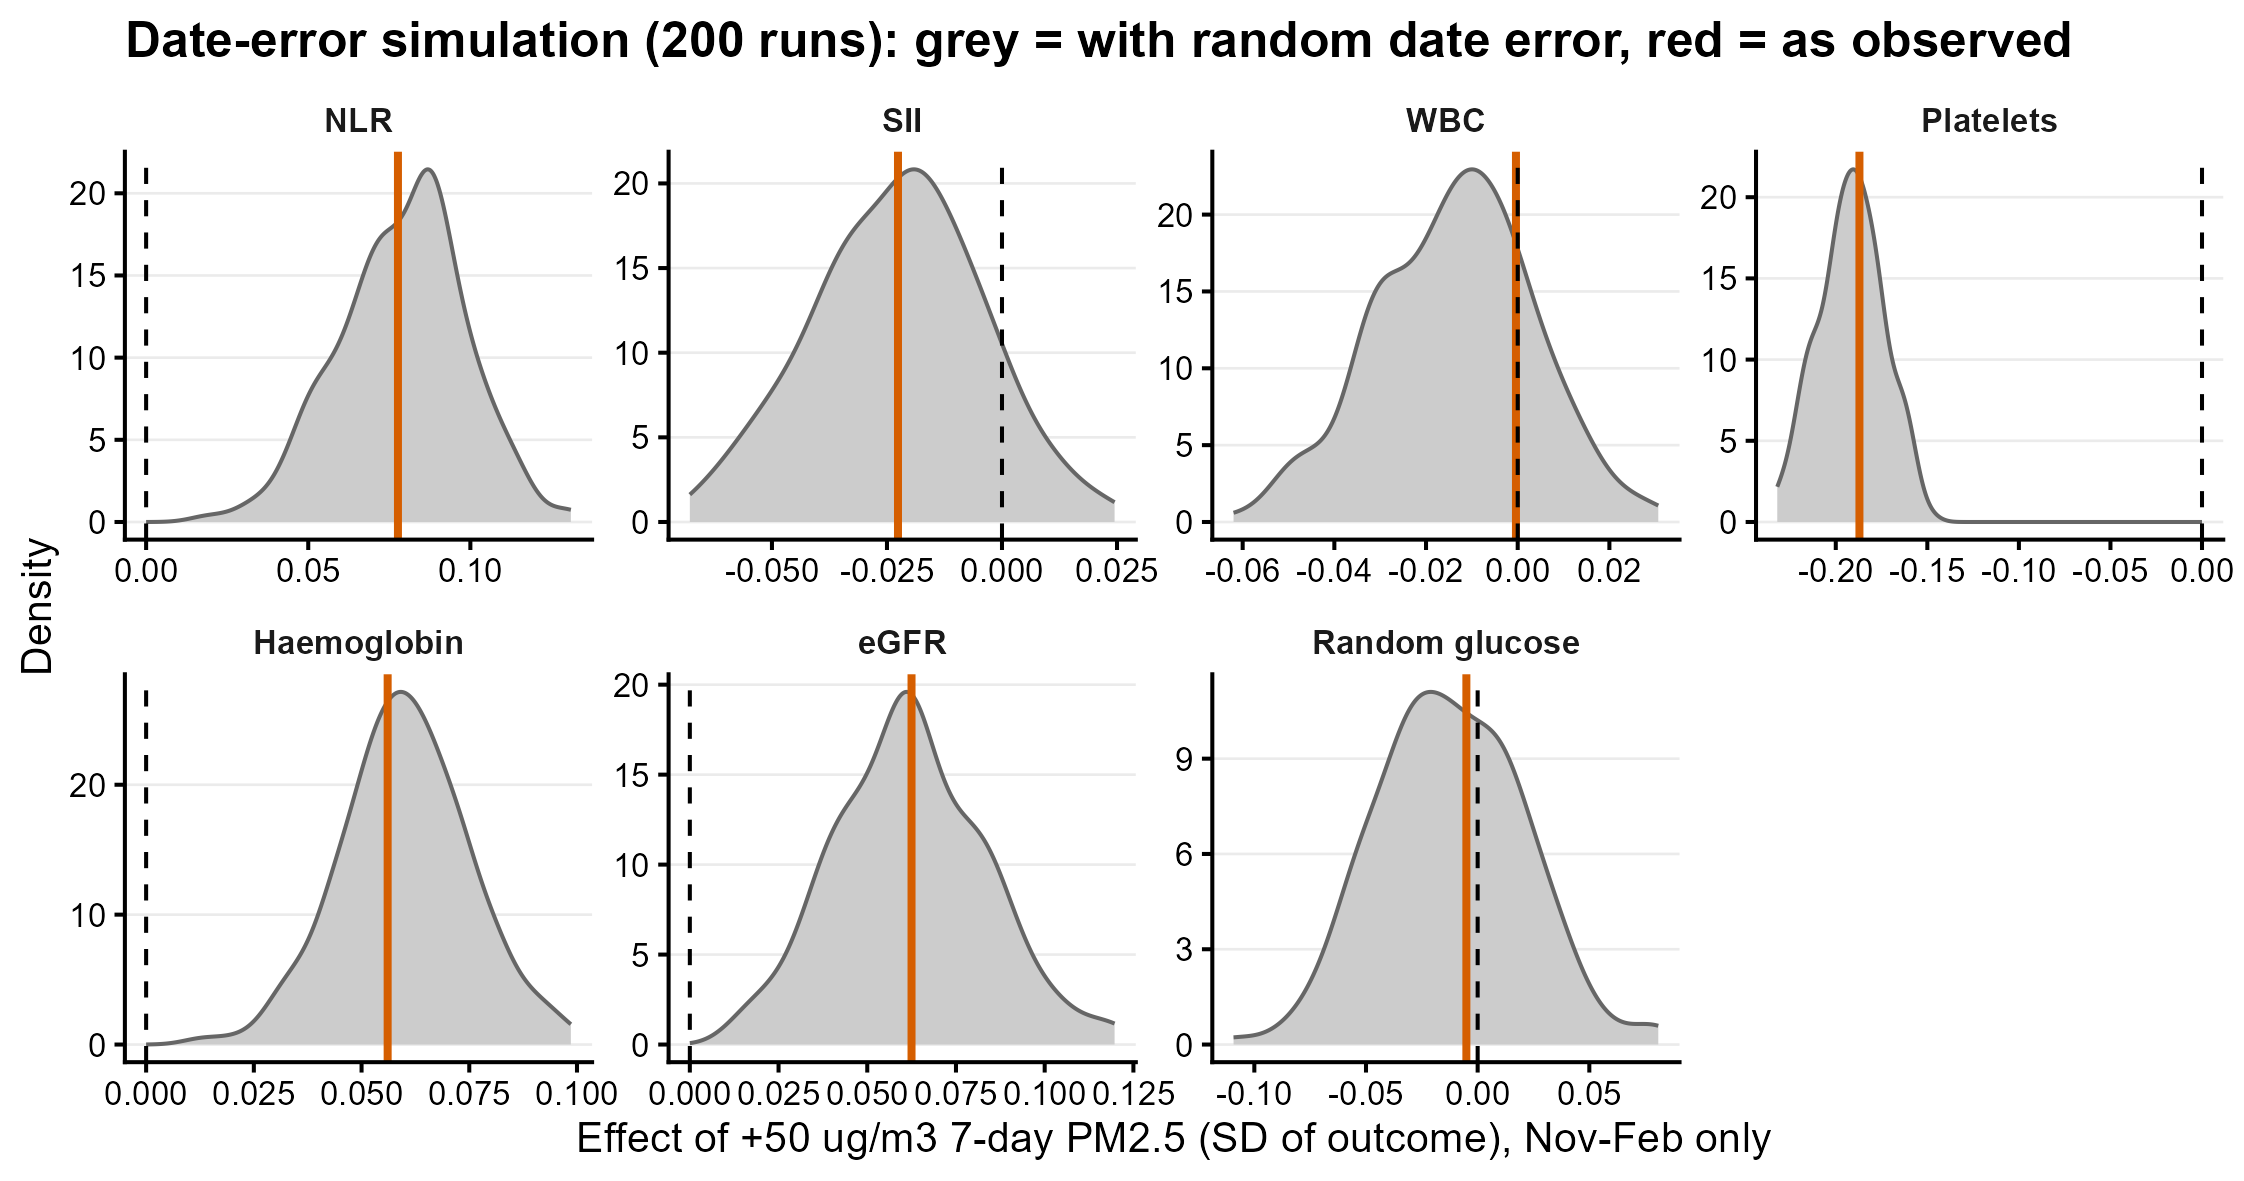 Date-error simulation (200 runs): grey = with random date error, red = as observed
NLR
SII
WBC
Platelets
20
15
10
5
0
20
15
10
5
0
20
15
10
5
0
20
15
10
5
0
0.00 0.05 0.10
-0.050 -0.025 0.000 0.025
-0.06 -0.04 -0.02 0.00 0.02
-0.20 -0.15 -0.10 -0.05 0.00
Density
Haemoglobin
eGFR
Random glucose
20
10
0
20
15
10
5
0
9
6
3
0
0.000 0.025 0.050 0.075 0.100
0.000 0.025 0.050 0.075 0.100 0.125
-0.10 -0.05 0.00 0.05
Effect of +50 ug/m3 7-day PM2.5 (SD of outcome), Nov-Feb only